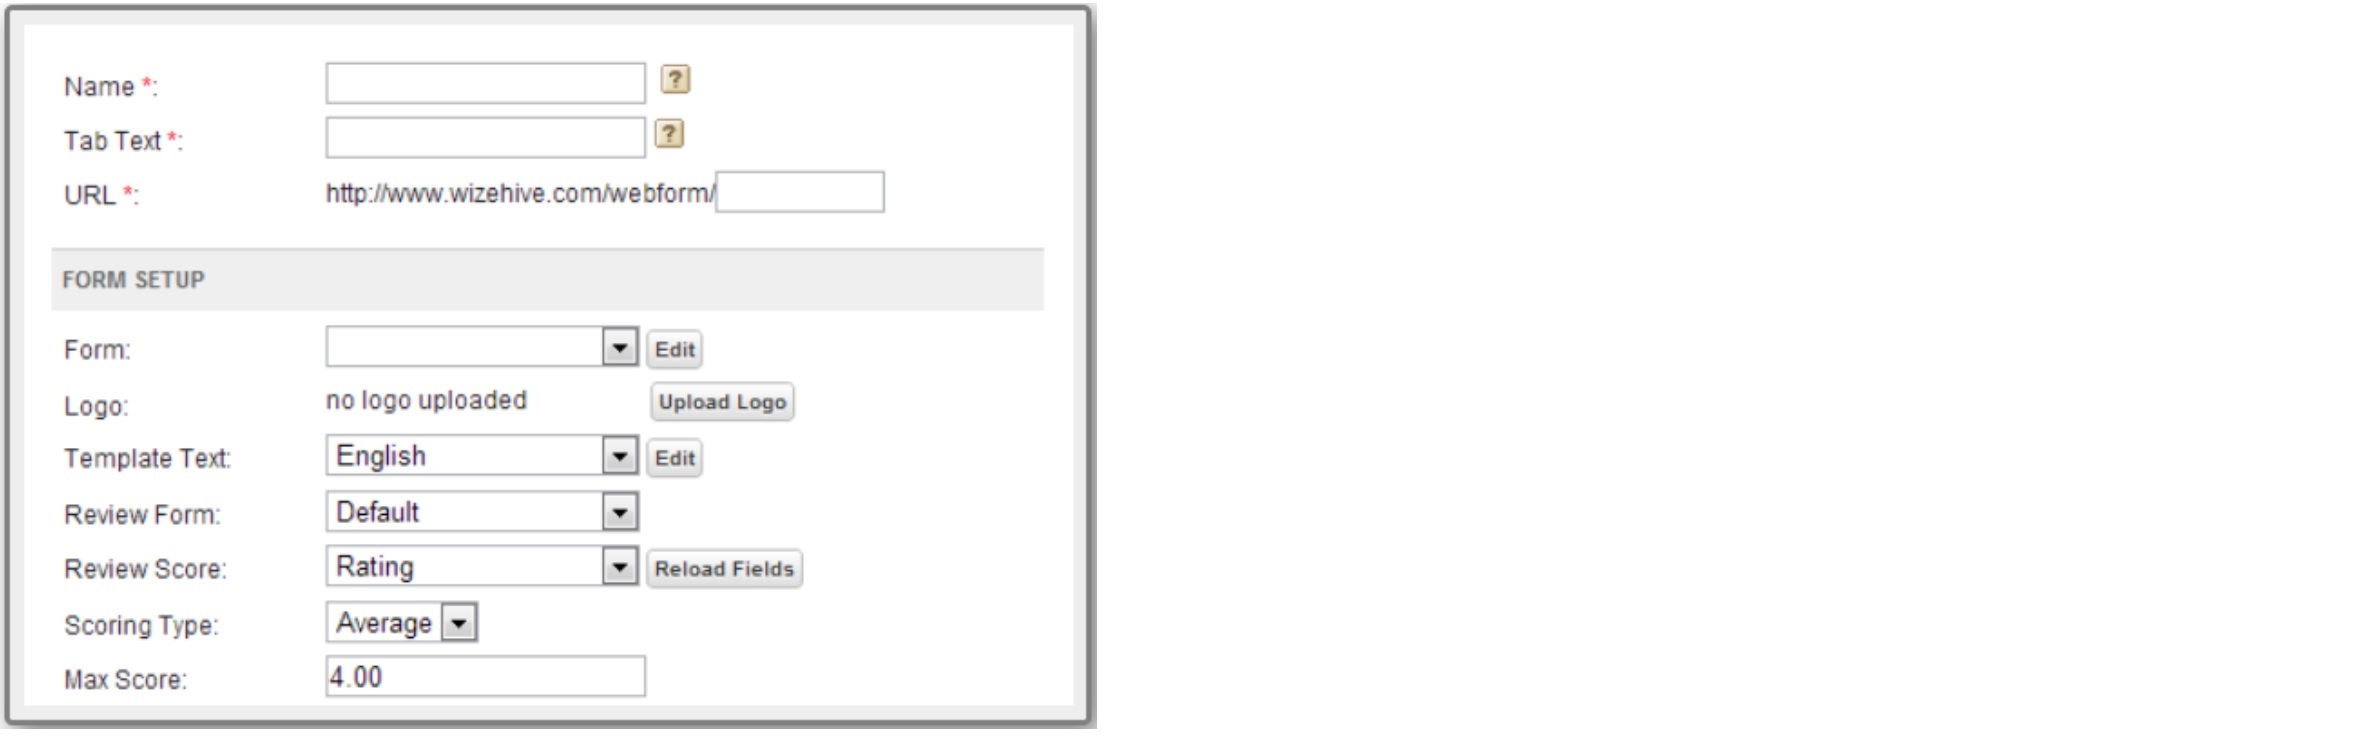 Name *: ?
Tab Text *: ?
URL *: http://www.wizehive.com/webform/
FORM SETUP
Form: Edit
Logo: no logo uploaded Upload Logo
Template Text: English Edit
Review Form: Default
Review Score: Rating Reload Fields
Scoring Type: Average
Max Score: 4.00